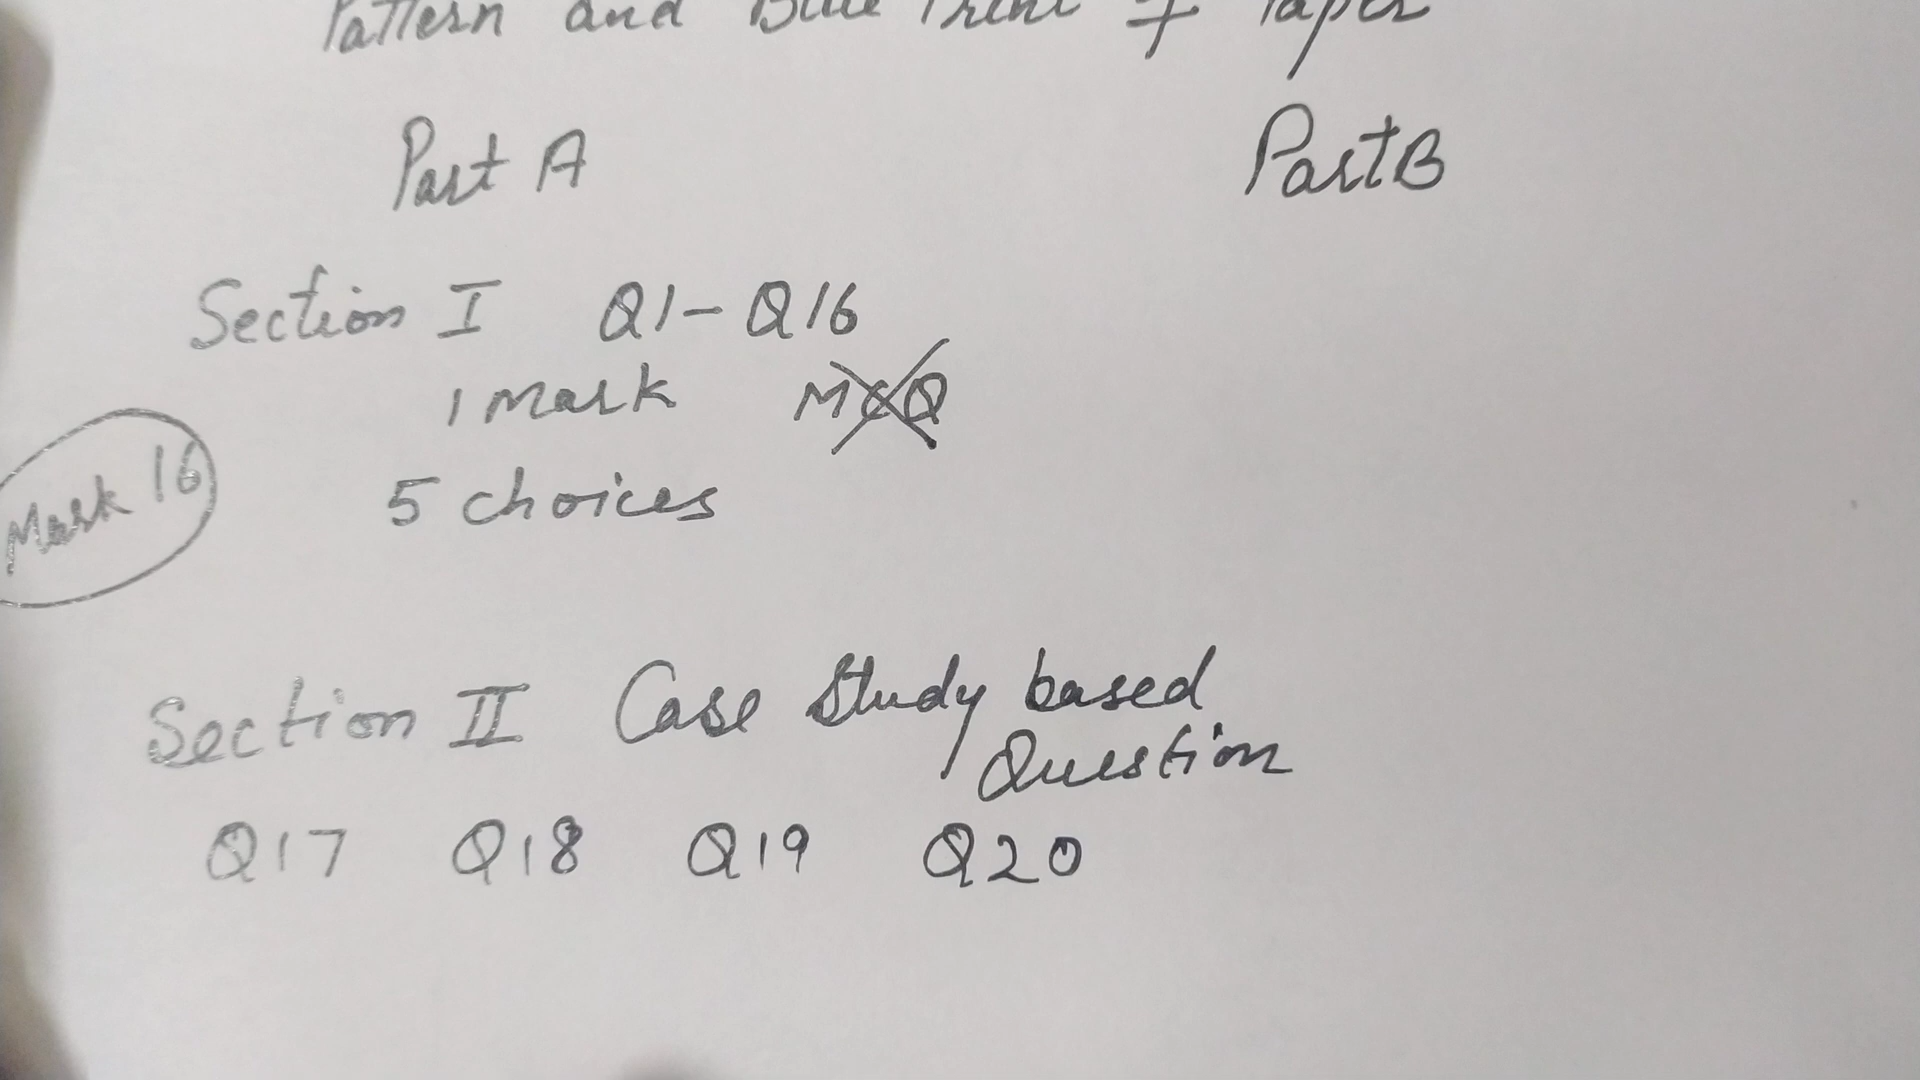 Pattern and Blue Print of Paper
Part A
Part B
Section I Q1-Q16
1 Mark MCQ
5 choices
Mark 16
Section II Case Study based
Question
Q17 Q18 Q19 Q20